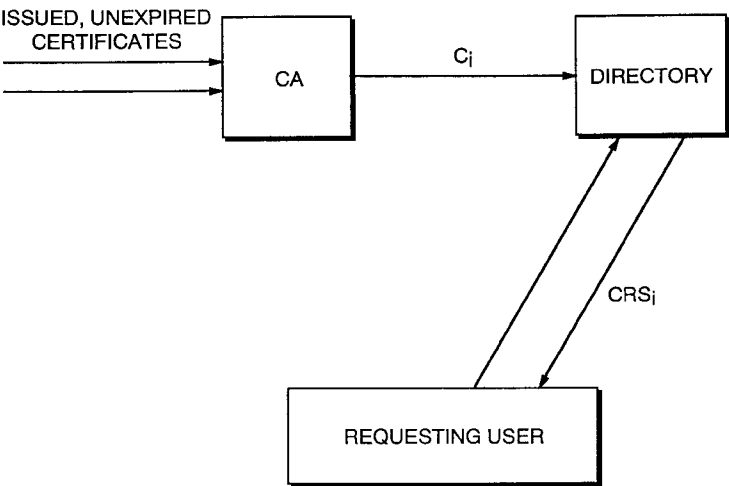 ISSUED, UNEXPIRED
CERTIFICATES
CA
Ci
DIRECTORY
CRSi
REQUESTING USER